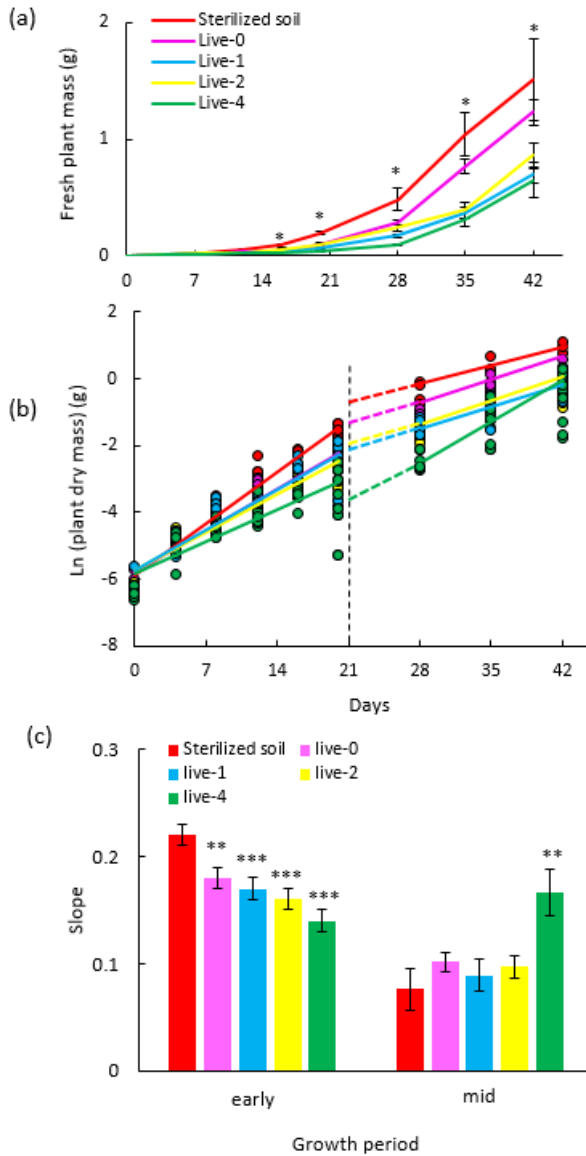 (a)
Sterilized soil
Live-0
Live-1
Live-2
Live-4
Fresh plant mass (g)
2
1
0
* * * * *
0 7 14 21 28 35 42
(b)
Ln (plant dry mass) (g)
2
0
-2
-4
-6
-8
0 7 14 21 28 35 42
Days
(c)
Sterilized soil live-0
live-1 live-2
live-4
Slope
0.3
0.2
0.1
0
** *** *** *** **
early mid
Growth period